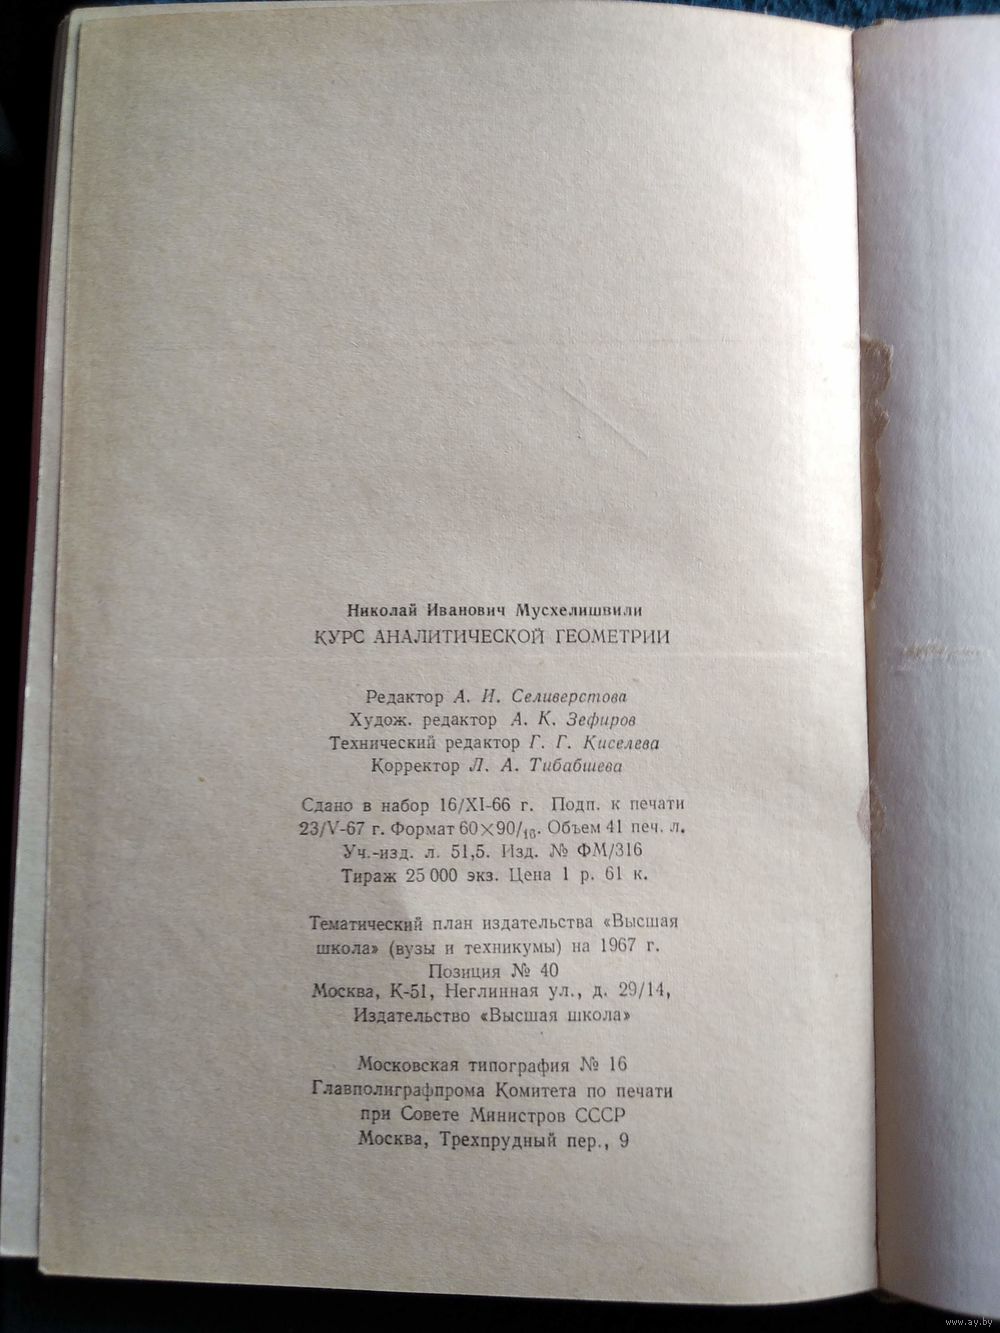 Николай Иванович Мусхелишвили
КУРС АНАЛИТИЧЕСКОЙ ГЕОМЕТРИИ
Редактор А. И. Селиверстова
Худож. редактор А. К. Зефиров
Технический редактор Г. Г. Киселева
Корректор Л. А. Тибабшева
Сдано в набор 16/XI-66 г. Подп. к печати
23/V-67 г. Формат 60×90/16. Объем 41 печ. л.
Уч.-изд. л. 51,5. Изд. № ФМ/316
Тираж 25 000 экз. Цена 1 р. 61 к.
Тематический план издательства «Высшая
школа» (вузы и техникумы) на 1967 г.
Позиция № 40
Москва, К-51, Неглинная ул., д. 29/14,
Издательство «Высшая школа»
Московская типография № 16
Главполиграфпрома Комитета по печати
при Совете Министров СССР
Москва, Трехпрудный пер., 9
www.ay.by